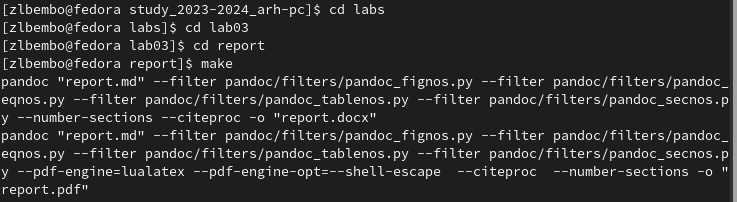 [zlbembo@fedora study_2023-2024_arh-pc]$ cd labs
[zlbembo@fedora labs]$ cd lab03
[zlbembo@fedora lab03]$ cd report
[zlbembo@fedora report]$ make
pandoc "report.md" --filter pandoc/filters/pandoc_fignos.py --filter pandoc/filters/pandoc_
eqnos.py --filter pandoc/filters/pandoc_tablenos.py --filter pandoc/filters/pandoc_secnos.p
y --number-sections --citeproc -o "report.docx"
pandoc "report.md" --filter pandoc/filters/pandoc_fignos.py --filter pandoc/filters/pandoc_
eqnos.py --filter pandoc/filters/pandoc_tablenos.py --filter pandoc/filters/pandoc_secnos.p
y --pdf-engine=lualatex --pdf-engine-opt=--shell-escape  --citeproc  --number-sections -o "
report.pdf"